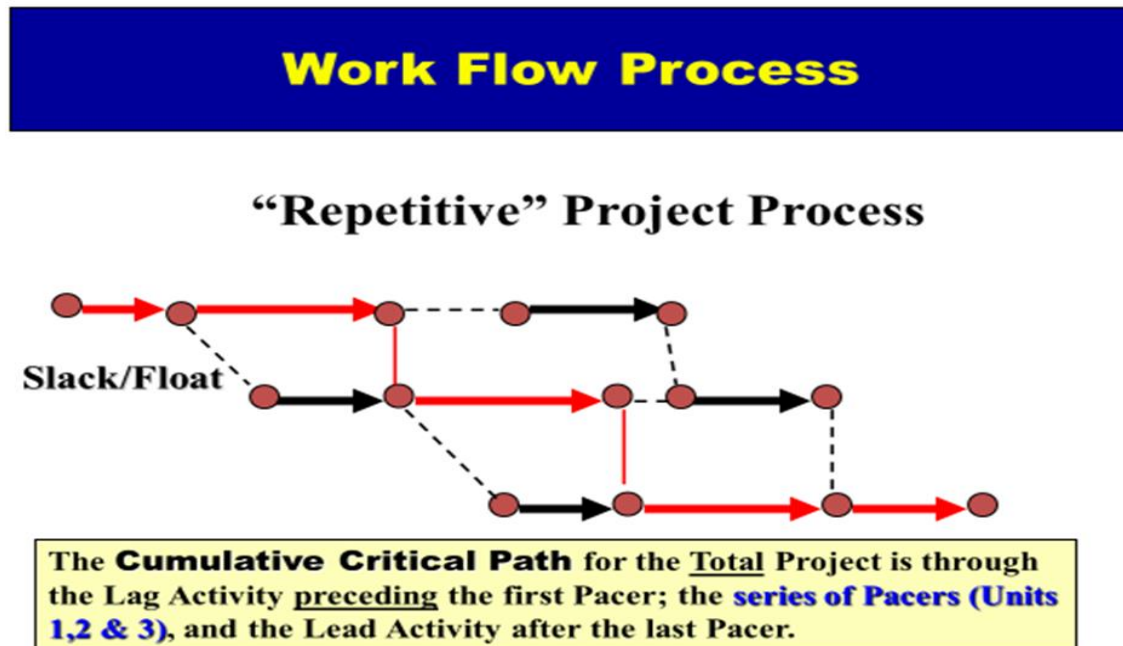 Work Flow Process
“Repetitive” Project Process
Slack/Float
The Cumulative Critical Path for the Total Project is through
the Lag Activity preceding the first Pacer; the series of Pacers (Units
1,2 & 3), and the Lead Activity after the last Pacer.